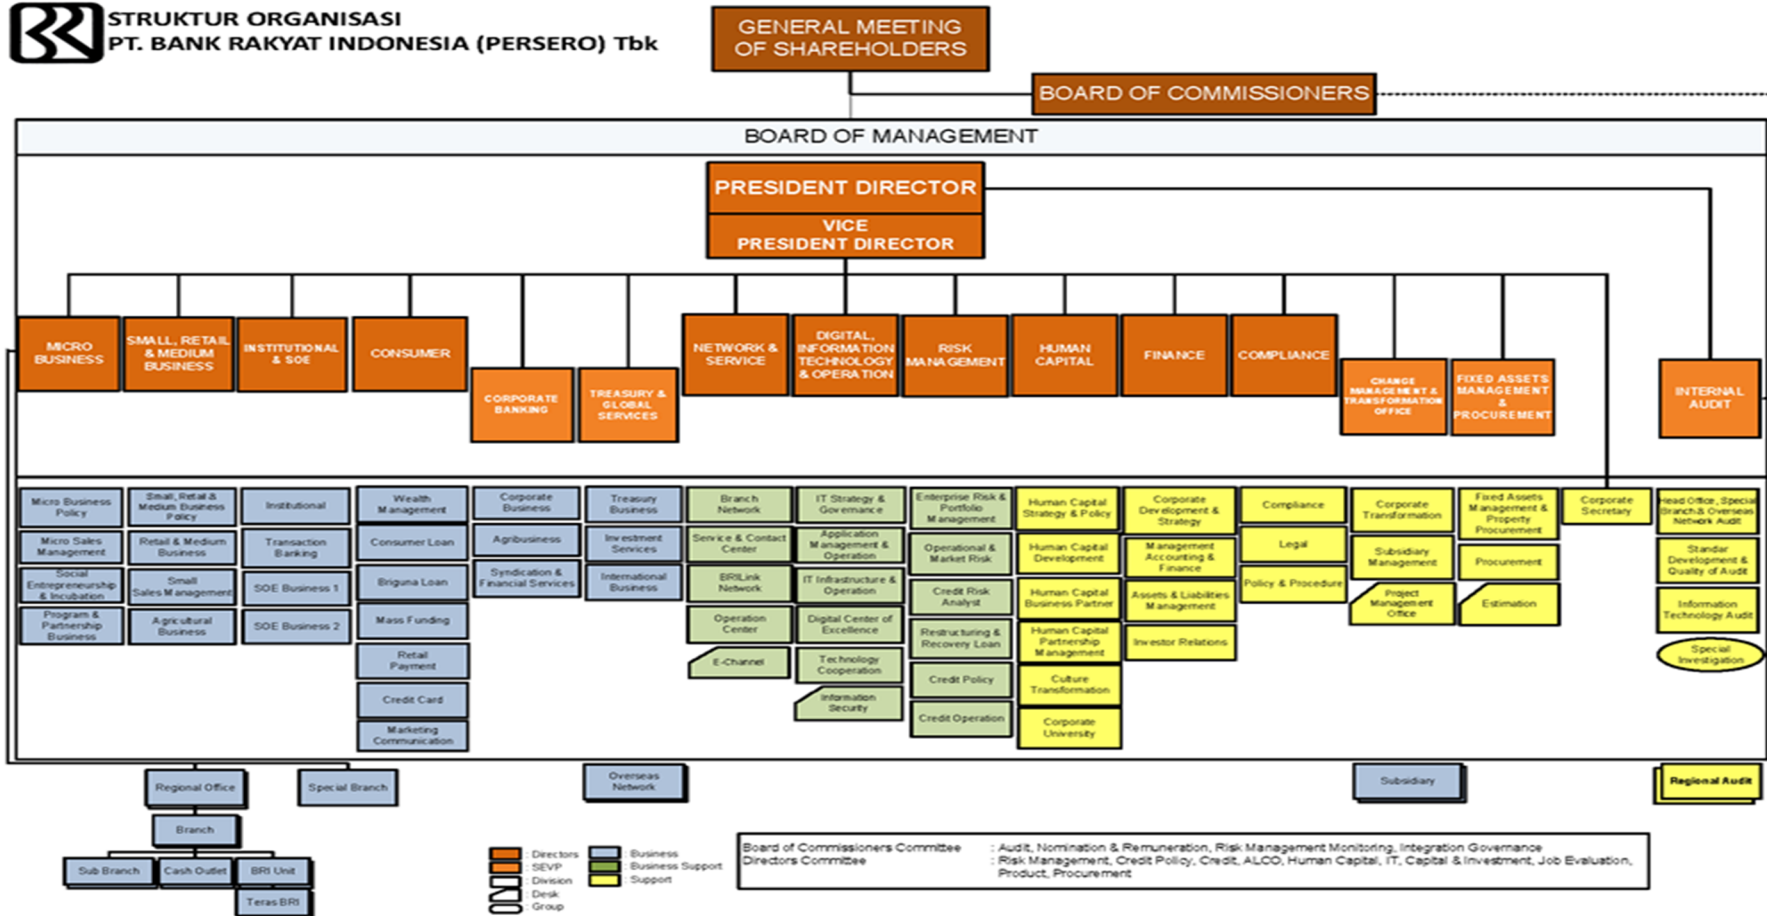 STRUKTUR ORGANISASI
PT. BANK RAKYAT INDONESIA (PERSERO) Tbk
GENERAL MEETING
OF SHAREHOLDERS
BOARD OF COMMISSIONERS
BOARD OF MANAGEMENT
PRESIDENT DIRECTOR
VICE
PRESIDENT DIRECTOR
MICRO
BUSINESS
SMALL, RETAIL
& MEDIUM
BUSINESS
INSTITUTIONAL
& SOE
CONSUMER
CORPORATE
BANKING
TREASURY &
GLOBAL
SERVICES
NETWORK &
SERVICE
DIGITAL,
INFORMATION
TECHNOLOGY
& OPERATION
RISK
MANAGEMENT
HUMAN
CAPITAL
FINANCE
COMPLIANCE
CHANGE
MANAGEMENT &
TRANSFORMATION
OFFICE
FIXED ASSETS
MANAGEMENT
&
PROCUREMENT
INTERNAL
AUDIT
Micro Business
Policy
Micro Sales
Management
Social
Entrepreneurship
& Incubation
Program &
Partnership
Business
Small, Retail &
Medium Business
Policy
Retail & Medium
Business
Small
Sales Management
Agricultural
Business
Institutional
Transaction
Banking
SOE Business 1
SOE Business 2
Wealth
Management
Consumer Loan
Briguna Loan
Mass Funding
Retail
Payment
Credit Card
Marketing
Communication
Corporate
Business
Agribusiness
Syndication &
Financial Services
Treasury
Business
Investment
Services
International
Business
Branch
Network
Service & Contact
Center
BRILink
Network
Operation
Center
E-Channel
IT Strategy &
Governance
Application
Management &
Operation
IT Infrastructure &
Operation
Digital Center of
Excellence
Technology
Cooperation
Information
Security
Enterprise Risk &
Portfolio
Management
Operational &
Market Risk
Credit Risk
Analyst
Restructuring &
Recovery Loan
Credit Policy
Credit Operation
Human Capital
Strategy & Policy
Human Capital
Development
Human Capital
Business Partner
Human Capital
Partnership
Management
Culture
Transformation
Corporate
University
Corporate
Development &
Strategy
Management
Accounting &
Finance
Assets & Liabilities
Management
Investor Relations
Compliance
Legal
Policy & Procedure
Corporate
Transformation
Subsidiary
Management
Project
Management
Office
Fixed Assets
Management &
Property
Procurement
Procurement
Estimation
Corporate
Secretary
Head Office, Special
Branch & Overseas
Network Audit
Standar
Development &
Quality of Audit
Information
Technology Audit
Special
Investigation
Regional Office
Special Branch
Overseas
Network
Subsidiary
Regional Audit
Branch
Sub Branch
Cash Outlet
BRI Unit
Teras BRI
: Directors
: SEVP
: Division
: Desk
: Group
: Business
: Business Support
: Support
Board of Commissioners Committee : Audit, Nomination & Remuneration, Risk Management Monitoring, Integration Governance
Directors Committee : Risk Management, Credit Policy, Credit, ALCO, Human Capital, IT, Capital & Investment, Job Evaluation,
Product, Procurement